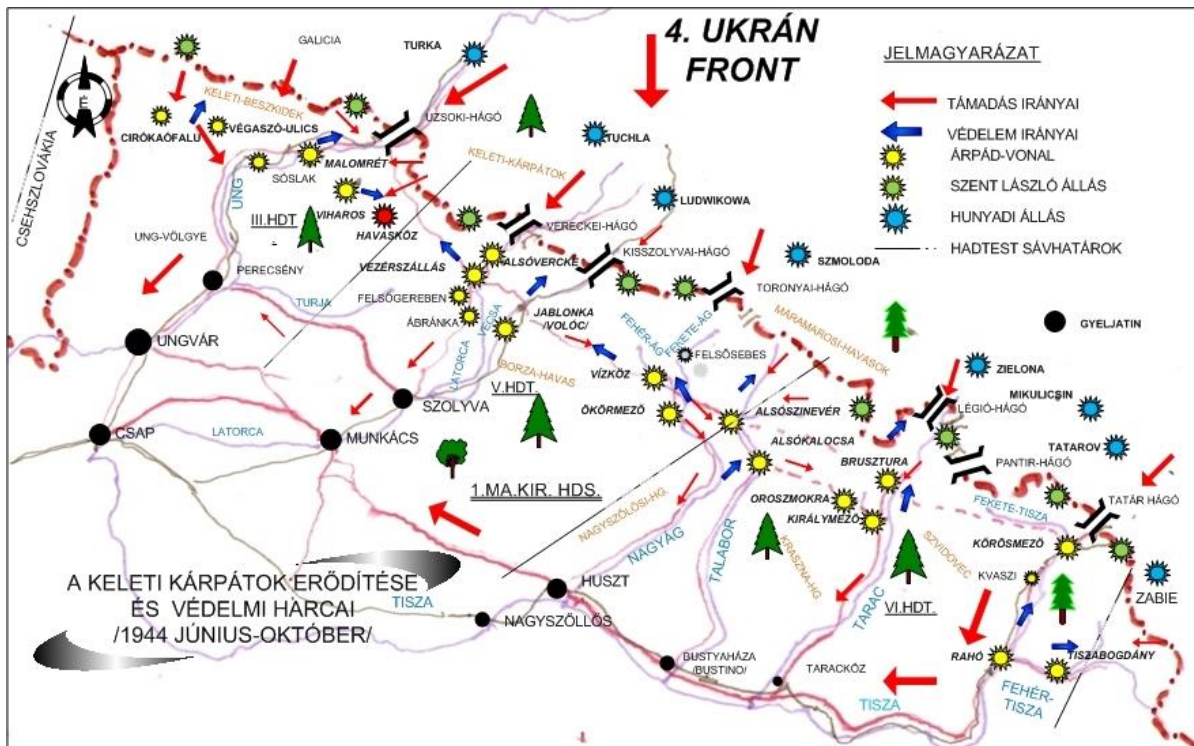 4. UKRÁN
FRONT
JELMAGYARÁZAT
TÁMADÁS IRÁNYAI
VÉDELEM IRÁNYAI
ÁRPÁD-VONAL
SZENT LÁSZLÓ ÁLLÁS
HUNYADI ÁLLÁS
HADTEST SÁVHATÁROK
GALICIA
TURKA
É
CSEHSZLOVÁKIA
KELETI-BESZKIDEK
CIRÓKAÓFALU
VÉGASZÓ-ULICS
UZSOKI-HÁGÓ
TUCHLA
MALOMRÉT
SÓSLAK
UNG
KELETI-KÁRPÁTOK
VIHAROS
HAVASKÖZ
III.HDT
LUDWIKOWA
VERECKEI-HÁGÓ
UNG-VÖLGYE
PERECSÉNY
VEZÉRSZÁLLÁS
ALSÓVERCKE
KISSZOLYVAI-HÁGÓ
SZMOLODA
TORONYAI-HÁGÓ
FELSŐGEREBEN
TURJA
ÁBRÁNKA
VECSA
LATORCA
JABLONKA
/VOLÓC/
FEHÉR-ÁG
FEKETE-ÁG
MÁRAMAROSI-HAVASOK
GYELJATIN
UNGVÁR
FELSŐSEBES
BORZA-HAVAS
V.HDT
VÍZKÖZ
ZIELONA
SZOLYVA
ÖKÖRMEZŐ
ALSÓSZINEVÉR
LÉGIÓ-HÁGÓ
MIKULICSIN
CSAP
LATORCA
MUNKÁCS
ALSÓKALOCSA
TATAROV
BRUSZTURA
PANTIR-HÁGÓ
1.MA.KIR. HDS.
NAGYSZŐLÖSI-HG.
OROSZMOKRA
KIRÁLYMEZŐ
TATÁR HÁGÓ
FEKETE-TISZA
NAGYÁG
TALABOR
KRASZNA-HG.
SZVIDOVEC
KŐRÖSMEZŐ
A KELETI KÁRPÁTOK ERŐDÍTÉSE
ÉS VÉDELMI HARCAI
/1944 JÚNIUS-OKTÓBER/
HUSZT
KVASZI
ZABIE
TISZA
NAGYSZŐLLŐS
TARAC
VI.HDT.
BUSTYAHÁZA
/BUSTINO/
TARACKÖZ
RAHÓ
TISZABOGDÁNY
TISZA
FEHÉR-
TISZA